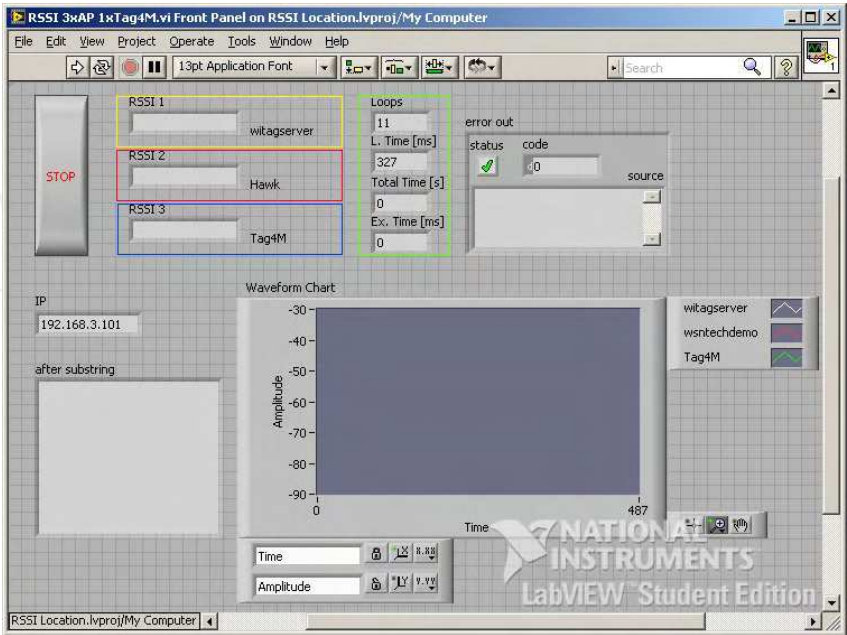 RSSI 3xAP 1xTag4M.vi Front Panel on RSSI Location.lvproj/My Computer
File Edit View Project Operate Tools Window Help
13pt Application Font
Search
1
STOP
RSSI 1
witagserver
RSSI 2
Hawk
RSSI 3
Tag4M
Loops
11
L. Time [ms]
327
Total Time [s]
0
Ex. Time [ms]
0
error out
status code
d0
source
IP
192.168.3.101
after substring
Waveform Chart
-30
-40
-50
-60
-70
-80
-90
Amplitude
0 487
Time
witagserver
wsntechdemo
Tag4M
Time
Amplitude
NATIONAL
INSTRUMENTS
LabVIEW Student Edition
RSSI Location.lvproj/My Computer